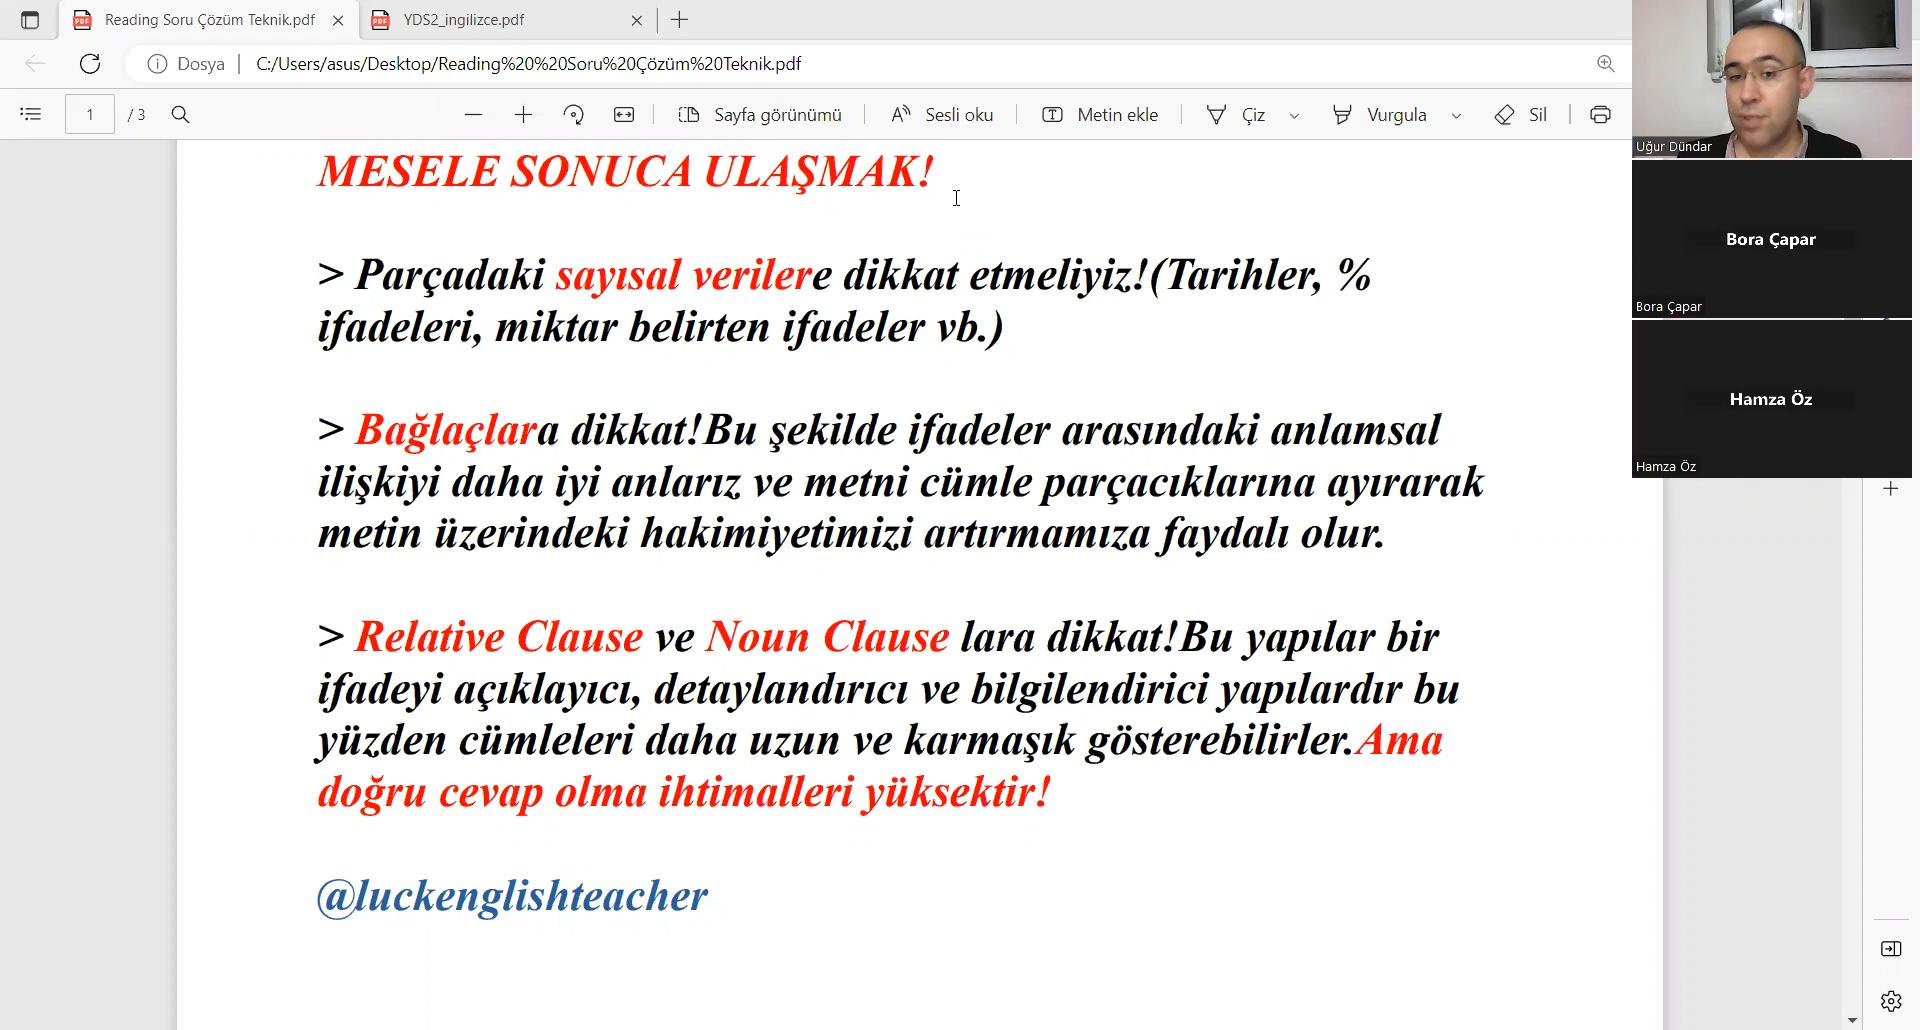 Reading Soru Çözüm Teknik.pdf
YDS2_ingilizce.pdf
Dosya
C:/Users/asus/Desktop/Reading%20%20Soru%20Çözüm%20Teknik.pdf
1 / 3
Sayfa görünümü
Sesli oku
Metin ekle
Çiz
Vurgula
Sil
MESELE SONUCA ULAŞMAK!
> Parçadaki sayısal verilere dikkat etmeliyiz!(Tarihler, %
ifadeleri, miktar belirten ifadeler vb.)
> Bağlaçlara dikkat!Bu şekilde ifadeler arasındaki anlamsal
ilişkiyi daha iyi anlarız ve metni cümle parçacıklarına ayırarak
metin üzerindeki hakimiyetimizi artırmamıza faydalı olur.
> Relative Clause ve Noun Clause lara dikkat!Bu yapılar bir
ifadeyi açıklayıcı, detaylandırıcı ve bilgilendirici yapılardır bu
yüzden cümleleri daha uzun ve karmaşık gösterebilirler.Ama
doğru cevap olma ihtimalleri yüksektir!
@luckenglishteacher
Uğur Dündar
Bora Çapar
Bora Çapar
Hamza Öz
Hamza Öz